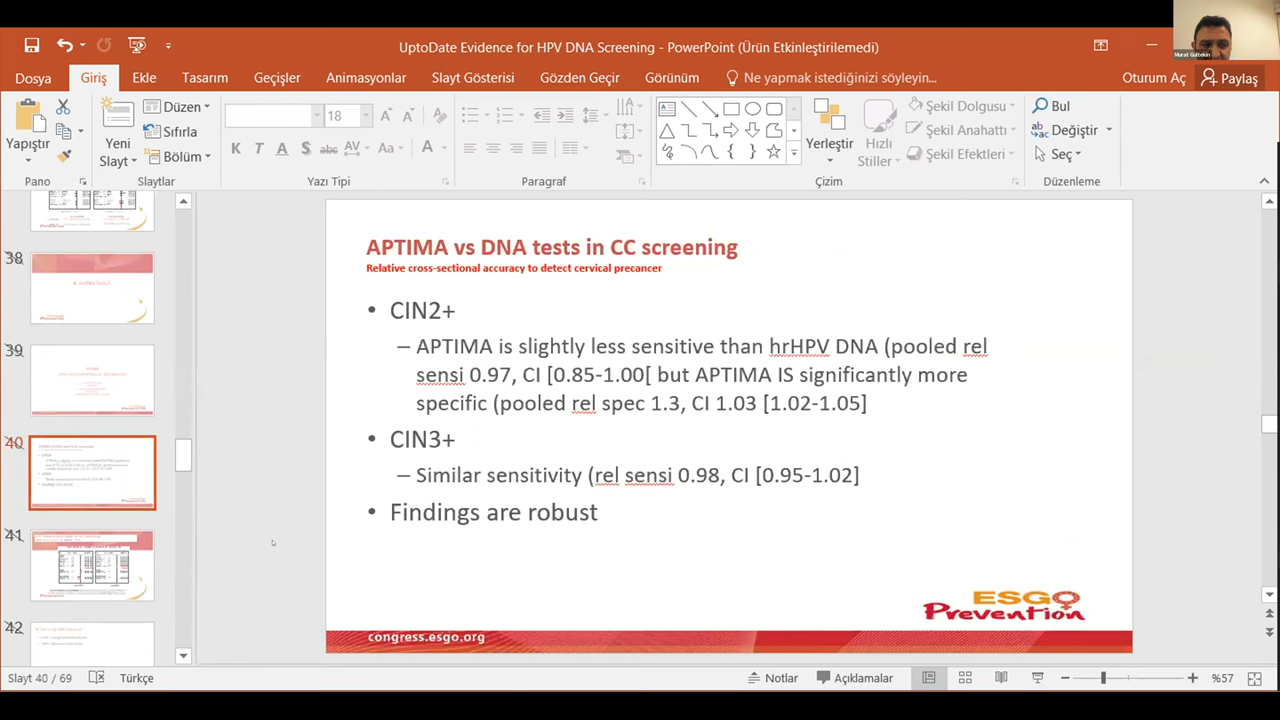 UptoDate Evidence for HPV DNA Screening - PowerPoint (Ürün Etkinleştirilemedi)
Murat Gultekin
Dosya Giriş Ekle Tasarım Geçişler Animasyonlar Slayt Gösterisi Gözden Geçir Görünüm Ne yapmak istediğinizi söyleyin... Oturum Aç Paylaş
Yapıştır
Yeni
Slayt
Düzen
Sıfırla
Bölüm
18
K T A S abc AV Aa A
Yerleştir
Hızlı
Stiller
Şekil Dolgusu
Şekil Anahattı
Şekil Efektleri
Bul
Değiştir
Seç
Pano Slaytlar Yazı Tipi Paragraf Çizim Düzenleme
38
39
40
41
42
APTIMA vs DNA tests in CC screening
Relative cross-sectional accuracy to detect cervical precancer
• CIN2+
– APTIMA is slightly less sensitive than hrHPV DNA (pooled rel
sensi 0.97, CI [0.85-1.00[ but APTIMA IS significantly more
specific (pooled rel spec 1.3, CI 1.03 [1.02-1.05]
• CIN3+
– Similar sensitivity (rel sensi 0.98, CI [0.95-1.02]
• Findings are robust
ESGO
Prevention
congress.esgo.org
Slayt 40 / 69 Türkçe Notlar Açıklamalar %57